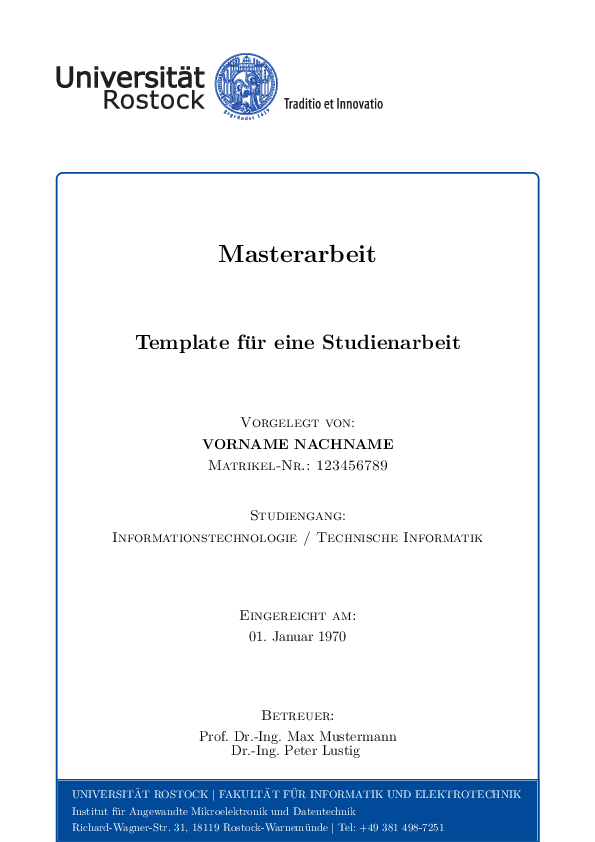 Universität
Rostock
gegründet 1419
Traditio et Innovatio
Masterarbeit
Template für eine Studienarbeit
Vorgelegt von:
VORNAME NACHNAME
Matrikel-Nr.: 123456789
Studiengang:
Informationstechnologie / Technische Informatik
Eingereicht am:
01. Januar 1970
Betreuer:
Prof. Dr.-Ing. Max Mustermann
Dr.-Ing. Peter Lustig
UNIVERSITÄT ROSTOCK | FAKULTÄT FÜR INFORMATIK UND ELEKTROTECHNIK
Institut für Angewandte Mikroelektronik und Datentechnik
Richard-Wagner-Str. 31, 18119 Rostock-Warnemünde | Tel: +49 381 498-7251